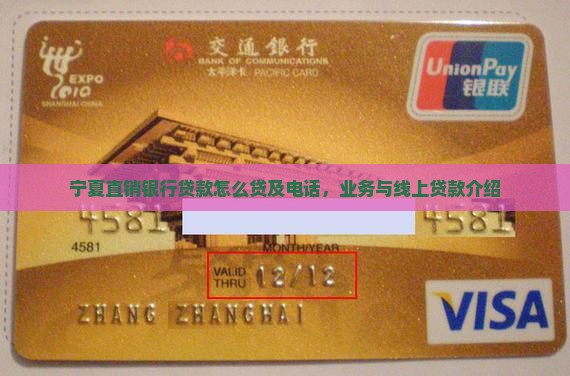 EXPO
2010
SHANGHAI CHINA
交通銀行
BANK OF COMMUNICATIONS
太平洋卡 PACIFIC CARD
UnionPay
银联
宁夏直销银行贷款怎么贷及电话，业务与线上贷款介绍
4581 4581
4581
MONTH/YEAR
VALID THRU 12/12
ZHANG ZHANGHAI
VISA